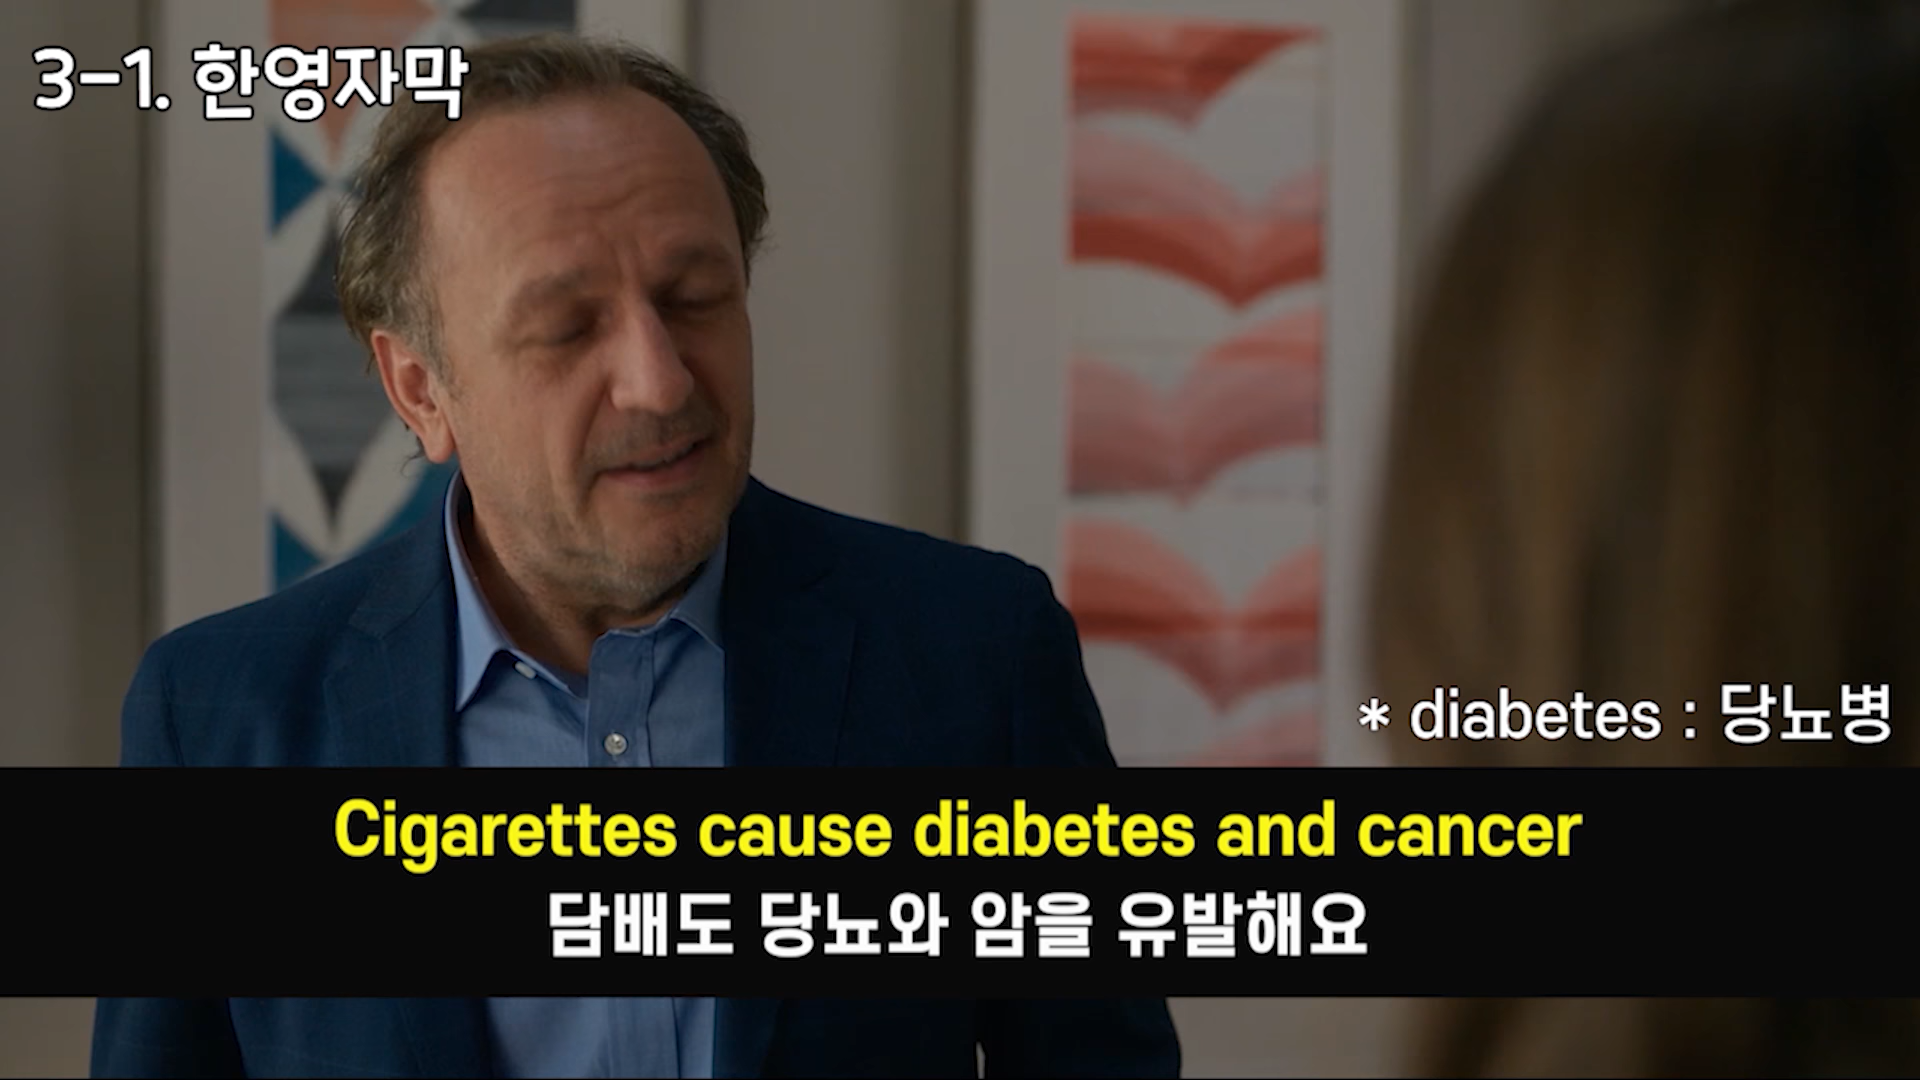 3-1. 한영자막
* diabetes : 당뇨병
Cigarettes cause diabetes and cancer
담배도 당뇨와 암을 유발해요